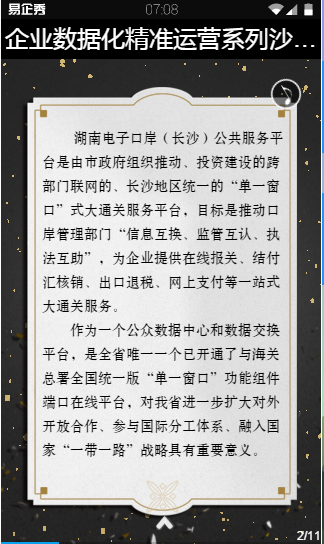 易企秀
07:08
企业数据化精准运营系列沙...
湖南电子口岸（长沙）公共服务平
台是由市政府组织推动、投资建设的跨
部门联网的、长沙地区统一的“单一窗
口”式大通关服务平台，目标是推动口
岸管理部门“信息互换、监管互认、执
法互助”，为企业提供在线报关、结付
汇核销、出口退税、网上支付等一站式
大通关服务。
作为一个公众数据中心和数据交换
平台，是全省唯一一个已开通了与海关
总署全国统一版“单一窗口”功能组件
端口在线平台，对我省进一步扩大对外
开放合作、参与国际分工体系、融入国
家“一带一路”战略具有重要意义。
2/11